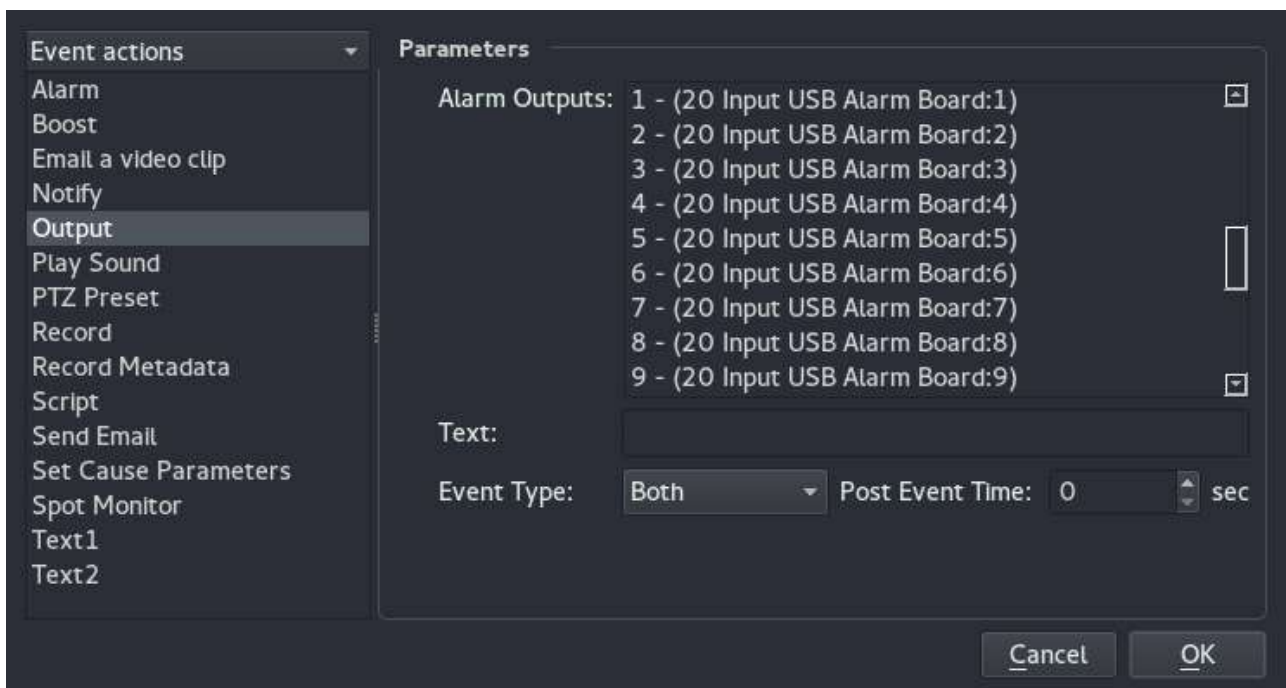 Event actions
Alarm
Boost
Email a video clip
Notify
Output
Play Sound
PTZ Preset
Record
Record Metadata
Script
Send Email
Set Cause Parameters
Spot Monitor
Text1
Text2
Parameters
Alarm Outputs:
1 - (20 Input USB Alarm Board:1)
2 - (20 Input USB Alarm Board:2)
3 - (20 Input USB Alarm Board:3)
4 - (20 Input USB Alarm Board:4)
5 - (20 Input USB Alarm Board:5)
6 - (20 Input USB Alarm Board:6)
7 - (20 Input USB Alarm Board:7)
8 - (20 Input USB Alarm Board:8)
9 - (20 Input USB Alarm Board:9)
Text:
Event Type: Both Post Event Time: 0 sec
Cancel OK